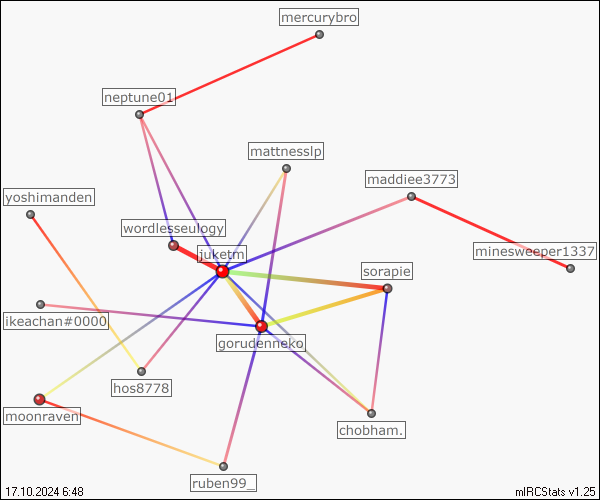 mercurybro
neptune01
mattnesslp
maddiee3773
yoshimanden
wordlesseulogy
juketm
minesweeper1337
sorapie
ikeachan#0000
gorudenneko
hos8778
moonraven
chobham.
ruben99_
17.10.2024 6:48
mIRCStats v1.25